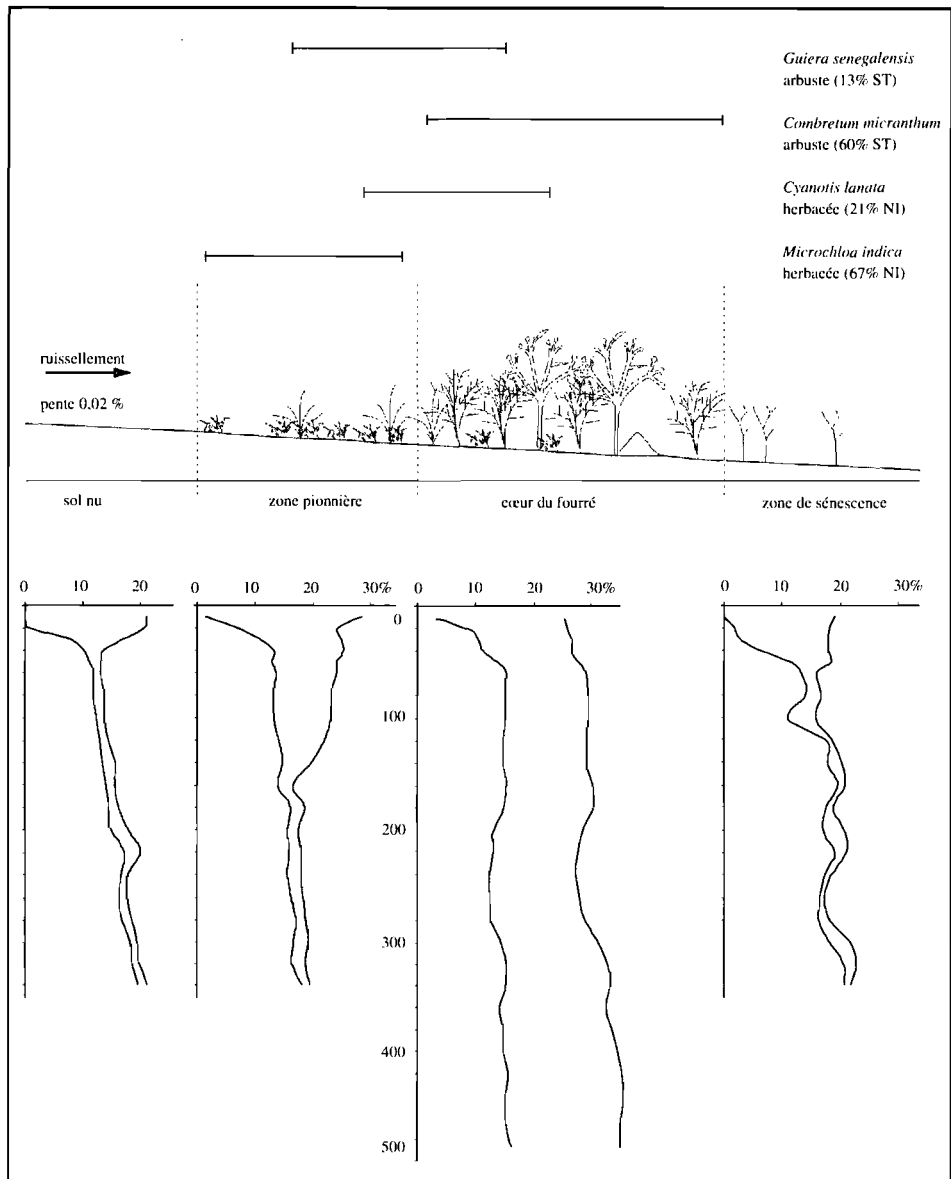 Guiera senegalensis
arbuste (13% ST)
Combretum micranthum
arbuste (60% ST)
Cyanotis lanata
herbacée (21% NI)
Microchloa indica
herbacée (67% NI)
ruissellement
pente 0,02 %
sol nu
zone pionnière
cœur du fourré
zone de sénescence
0 10 20
0 10 20 30%
0 10 20 30%
0 10 20 30%
0
100
200
300
400
500